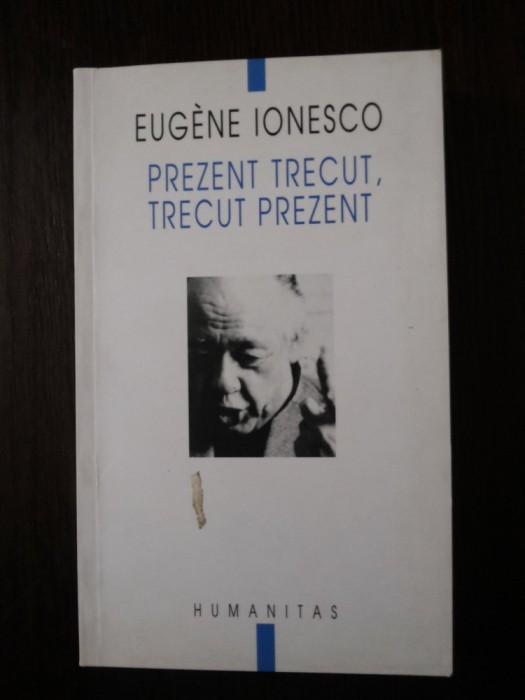 EUGÈNE IONESCO
PREZENT TRECUT,
TRECUT PREZENT
HUMANITAS